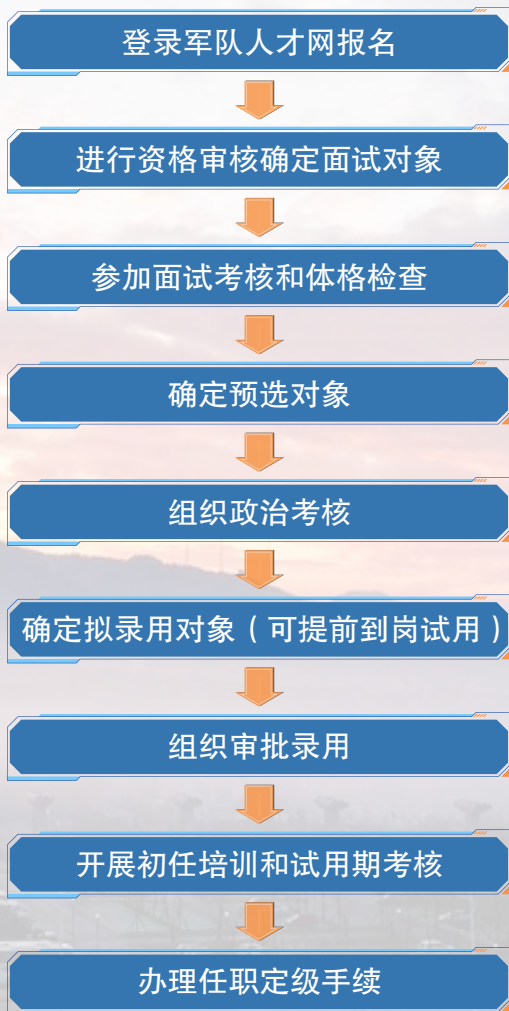 登录军队人才网报名
进行资格审核确定面试对象
参加面试考核和体格检查
确定预选对象
组织政治考核
确定拟录用对象（可提前到岗试用）
组织审批录用
开展初任培训和试用期考核
办理任职定级手续